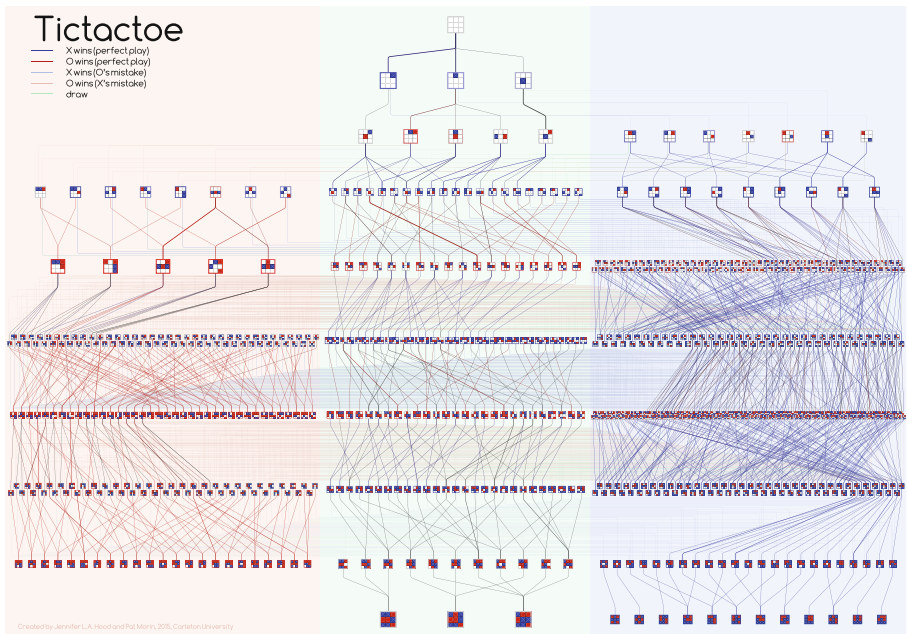 Tictactoe
X wins (perfect play)
O wins (perfect play)
X wins (O's mistake)
O wins (X's mistake)
draw
Created by Jennifer L.A. Hood and Pat Morin, 2015, Carleton University